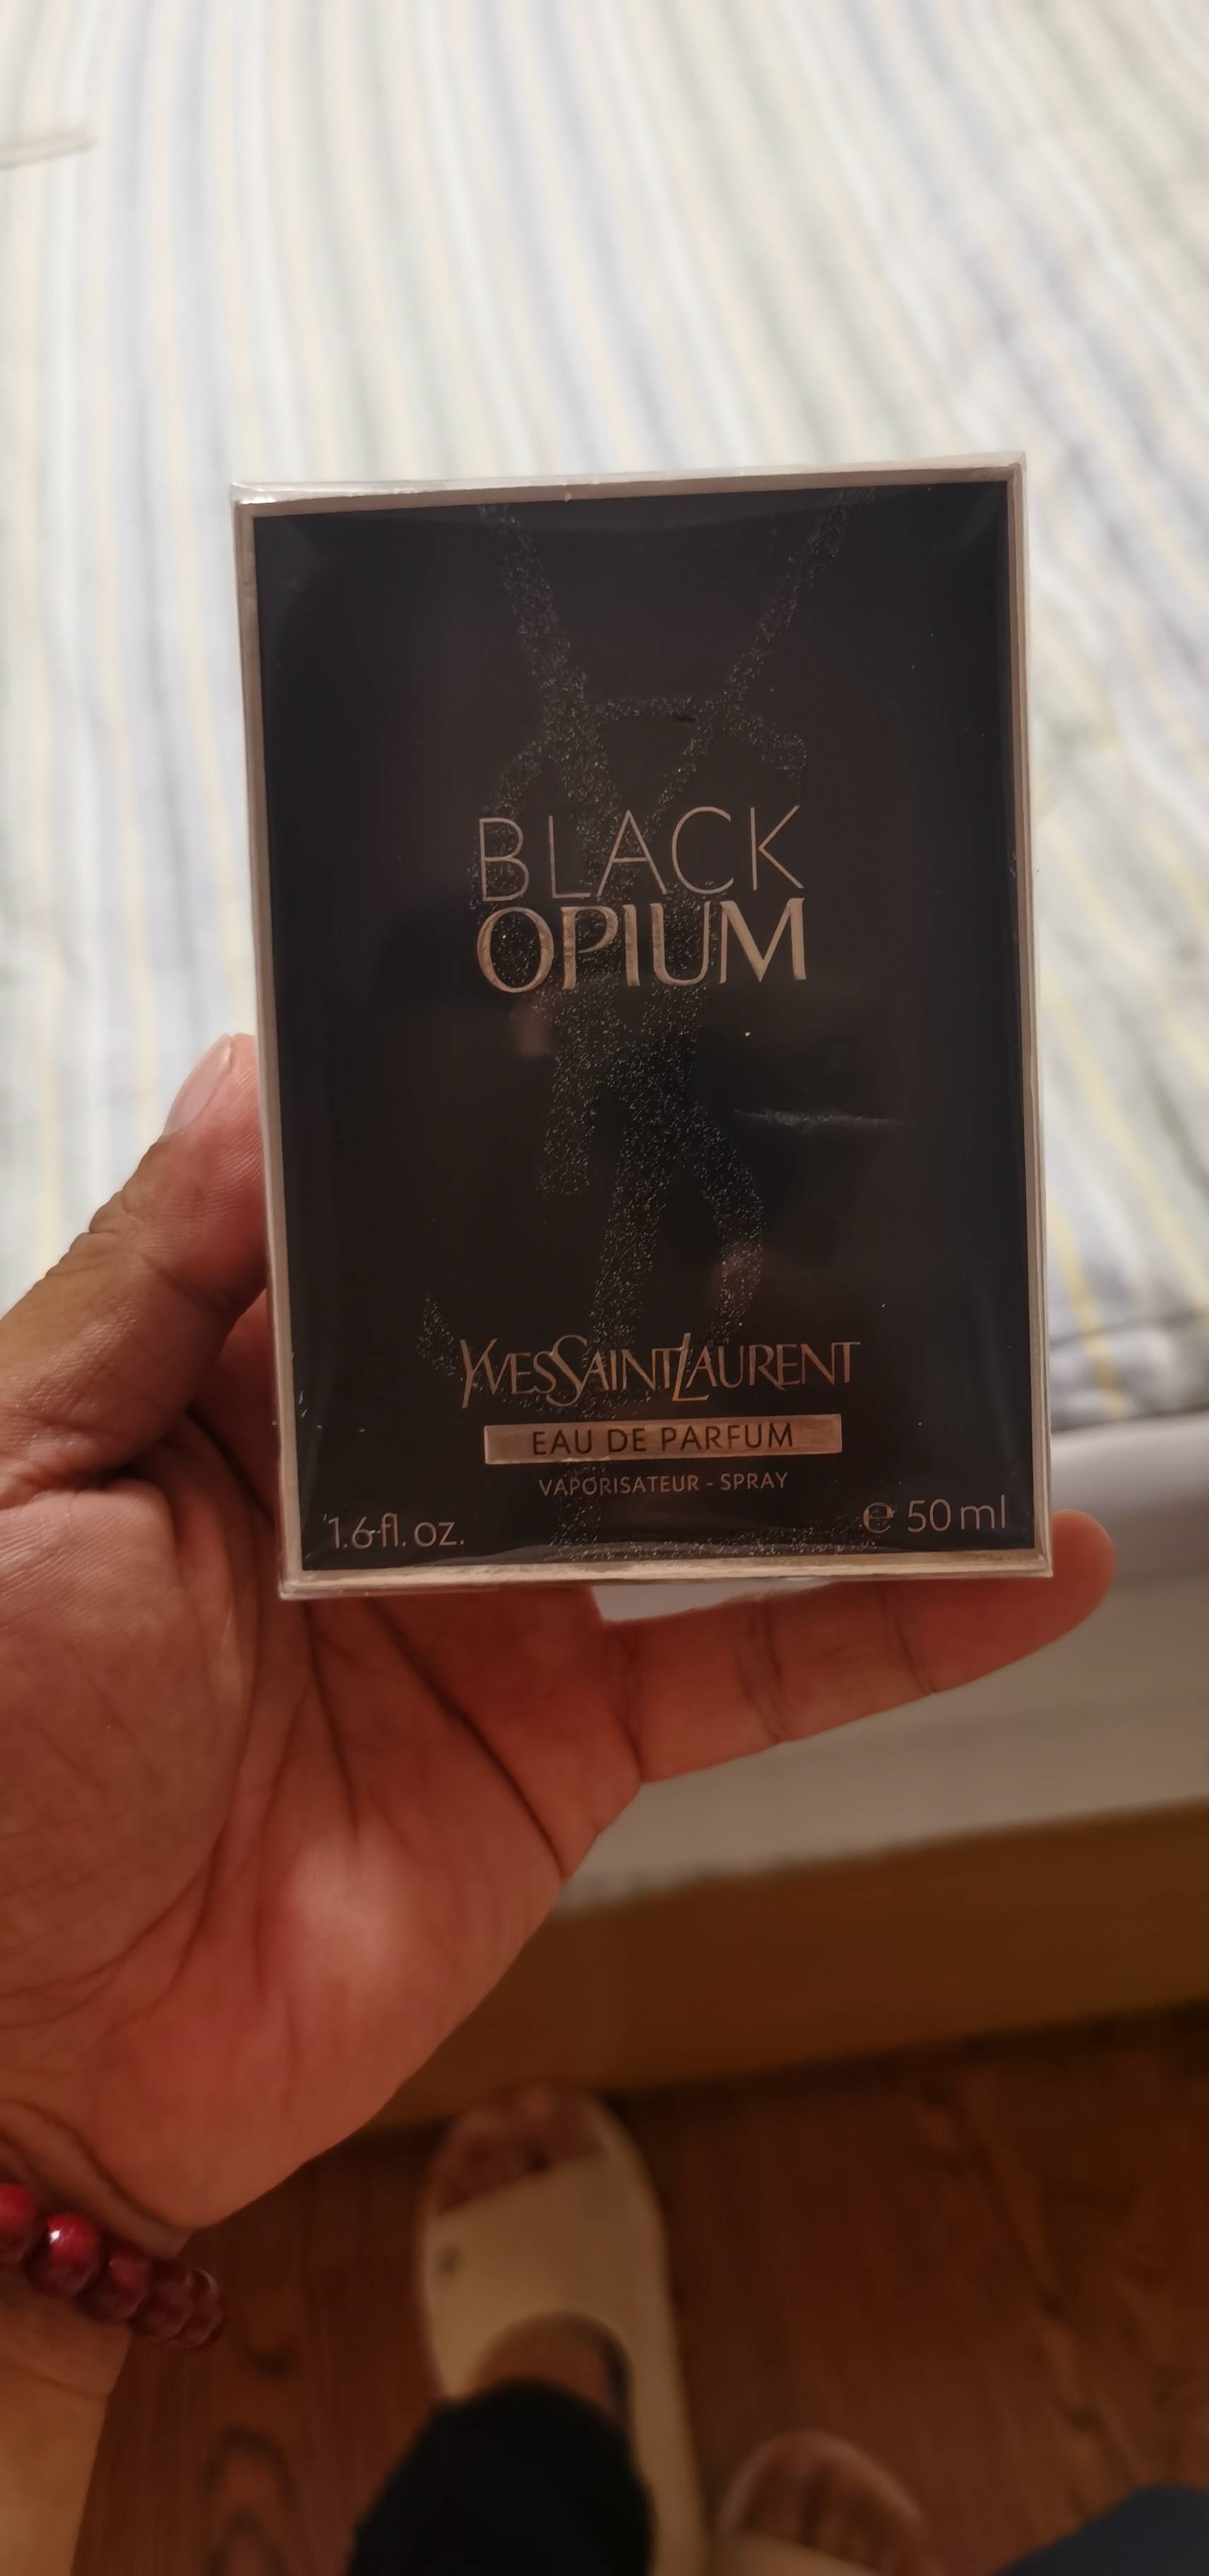 BLACK
OPIUM
YVESSAINTLAURENT
EAU DE PARFUM
VAPORISATEUR - SPRAY
1.6 fl. oz. e 50 ml